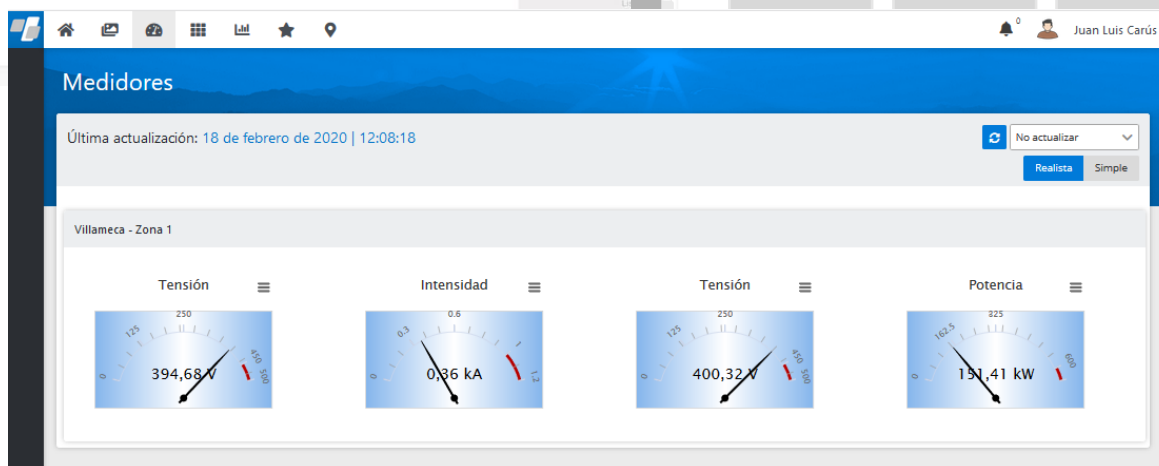 0
Juan Luis Carús
Medidores
Última actualización: 18 de febrero de 2020 | 12:08:18
No actualizar
Realista Simple
Villameca - Zona 1
Tensión Intensidad Tensión Potencia
0 125 250 450 500
394,68 V
0 0.3 0.6 1 1.2
0,36 kA
0 125 250 450 500
400,32 V
0 162.5 325 600
151,41 kW